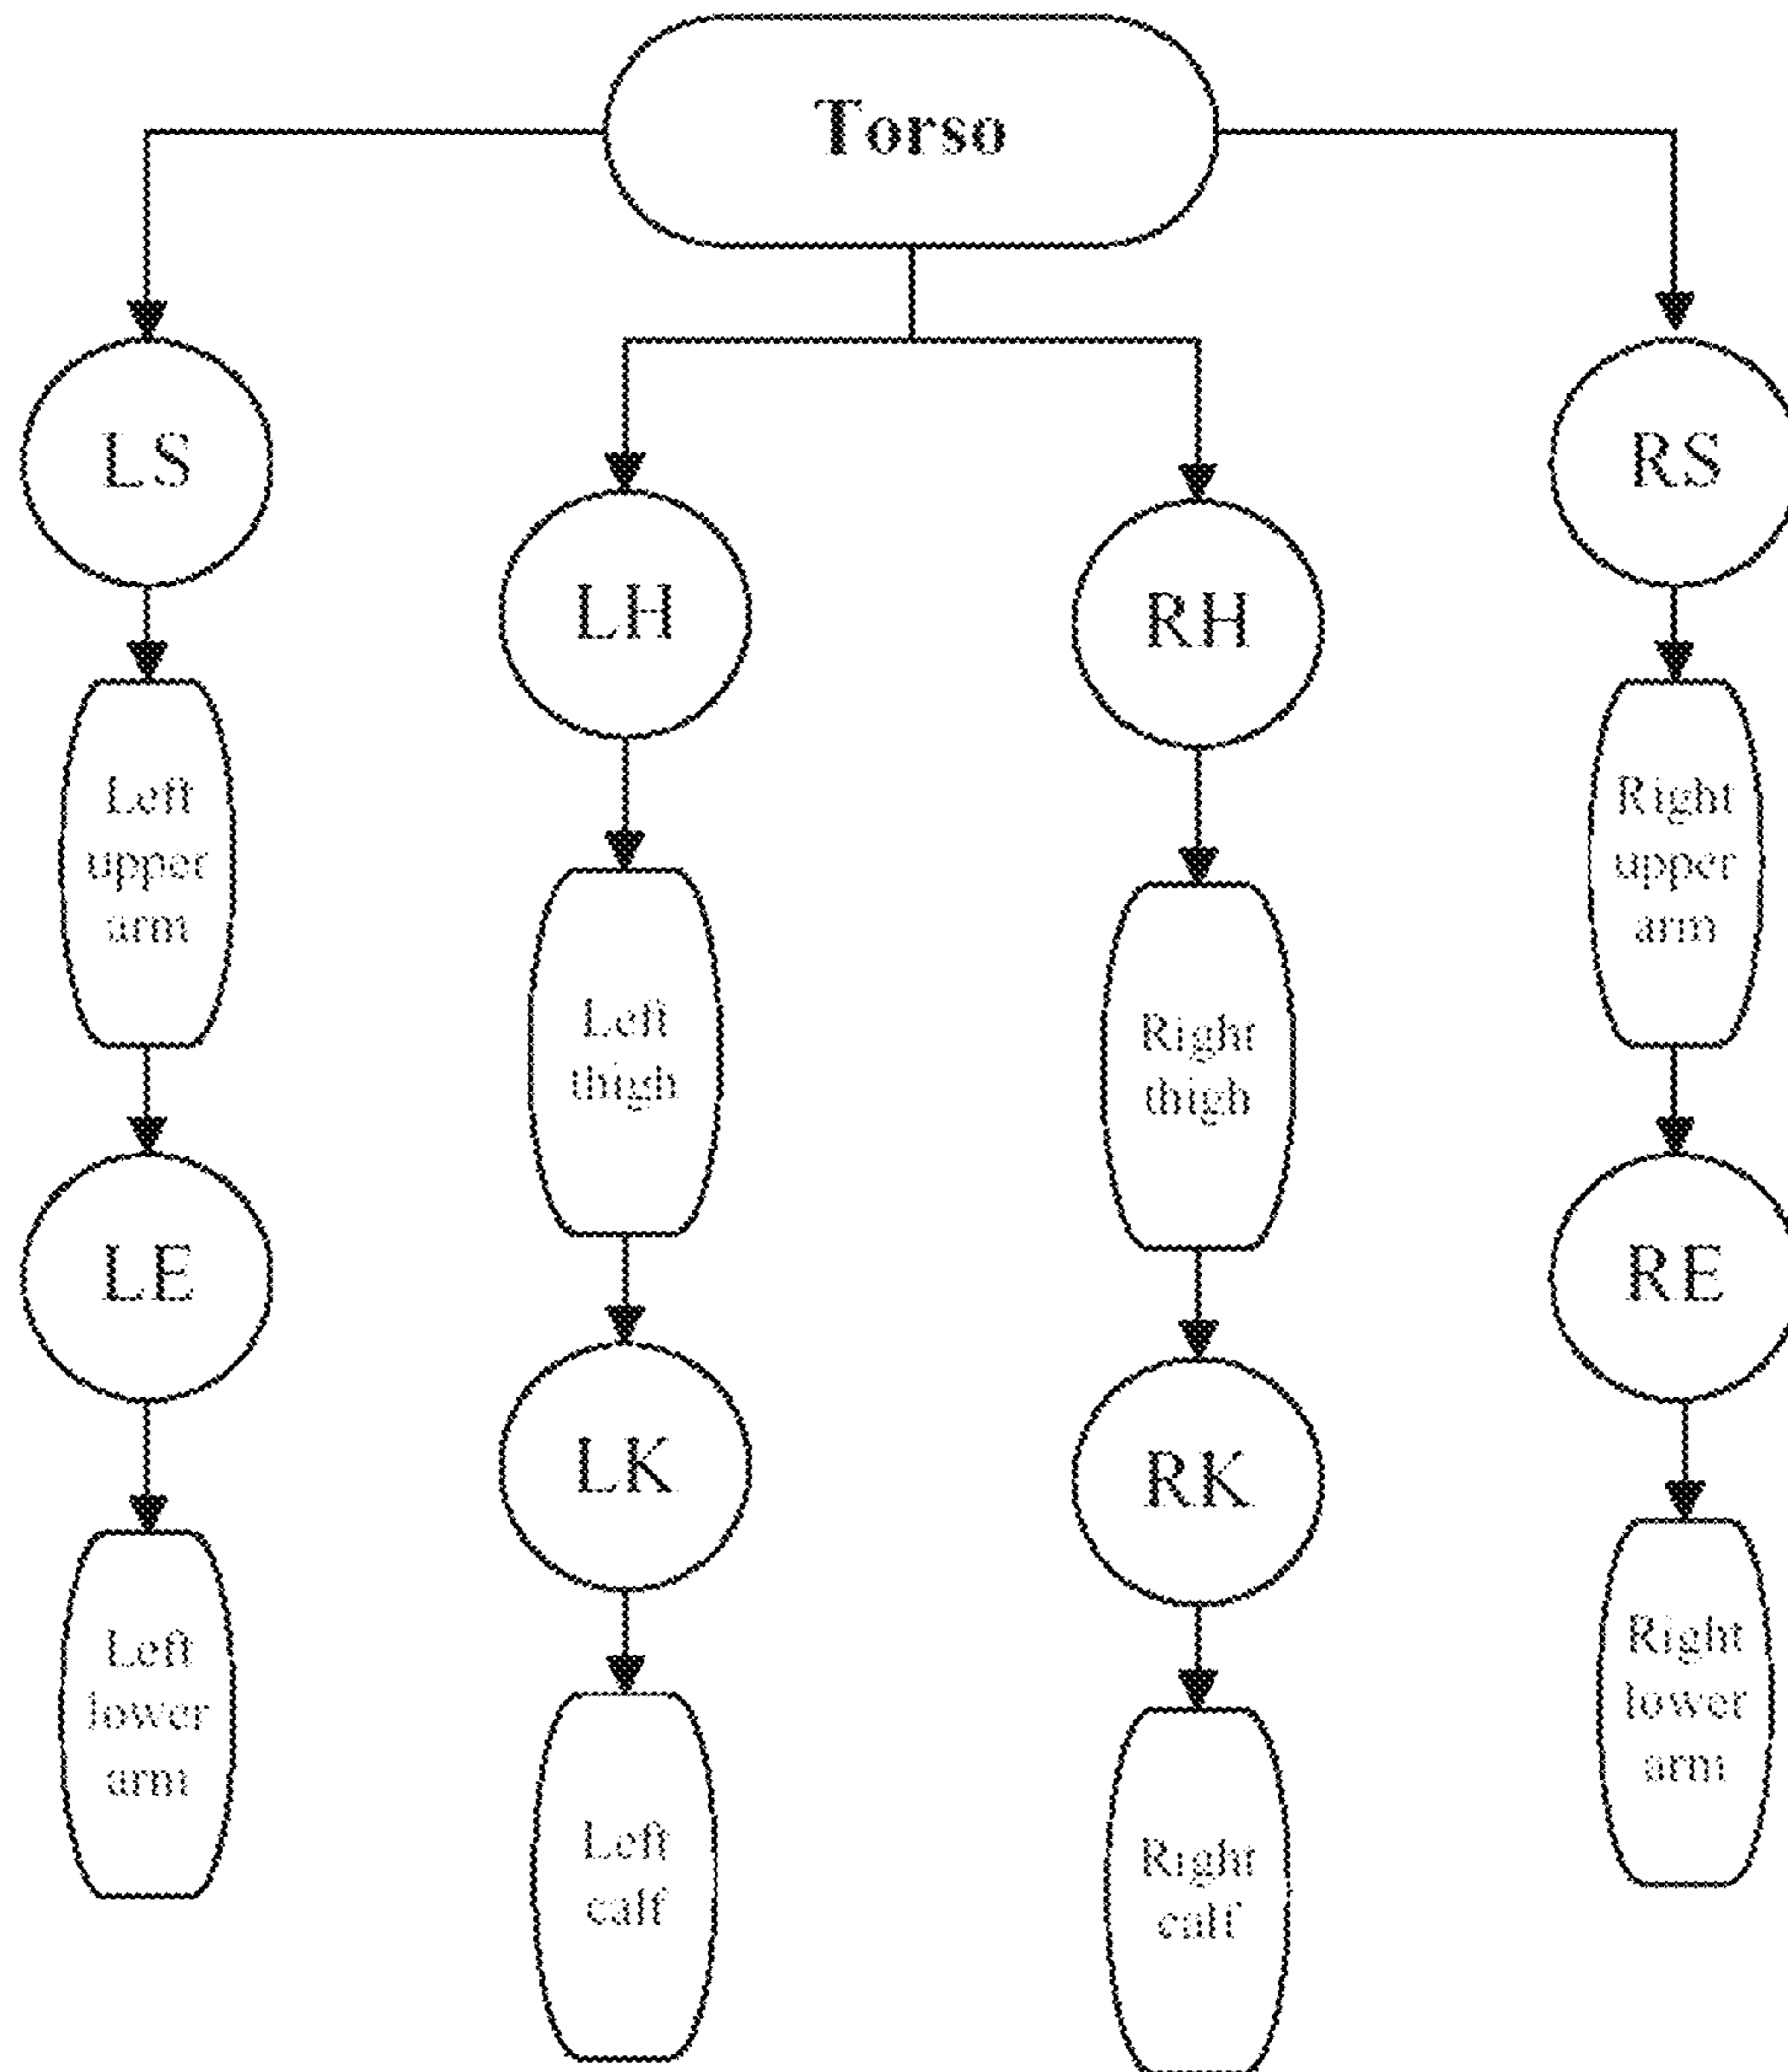 Torso
LS
RS
LH
RH
Left
upper
arm
Right
upper
arm
Left
thigh
Right
thigh
LE
RE
LK
RK
Left
lower
arm
Right
lower
arm
Left
calf
Right
calf